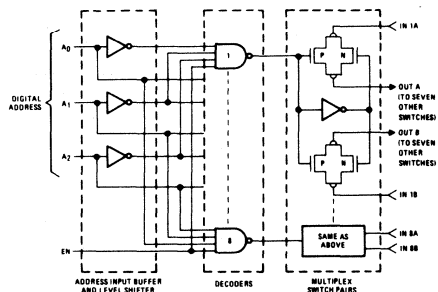 DIGITAL
ADDRESS
A0
A1
A2
EN
1
8
P N
P N
IN 1A
OUT A
(TO SEVEN
OTHER
SWITCHES)
OUT B
(TO SEVEN
OTHER
SWITCHES)
IN 1B
SAME AS
ABOVE
IN 8A
IN 8B
ADDRESS INPUT BUFFER
AND LEVEL SHIFTER
DECODERS
MULTIPLEX
SWITCH PAIRS